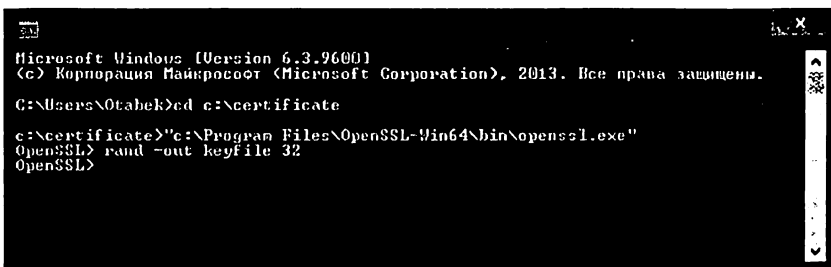 Microsoft Windows [Version 6.3.9600]
(c) Корпорация Майкрософт (Microsoft Corporation), 2013. Все права защищены.
C:\Users\Otabek>cd c:\certificate
c:\certificate>"c:\Program Files\OpenSSL-Win64\bin\openssl.exe"
OpenSSL> rand -out keyfile 32
OpenSSL>